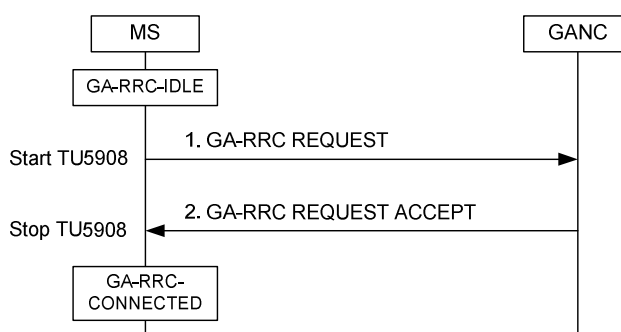 MS
GANC
GA-RRC-IDLE
1. GA-RRC REQUEST
Start TU5908
2. GA-RRC REQUEST ACCEPT
Stop TU5908
GA-RRC-
CONNECTED